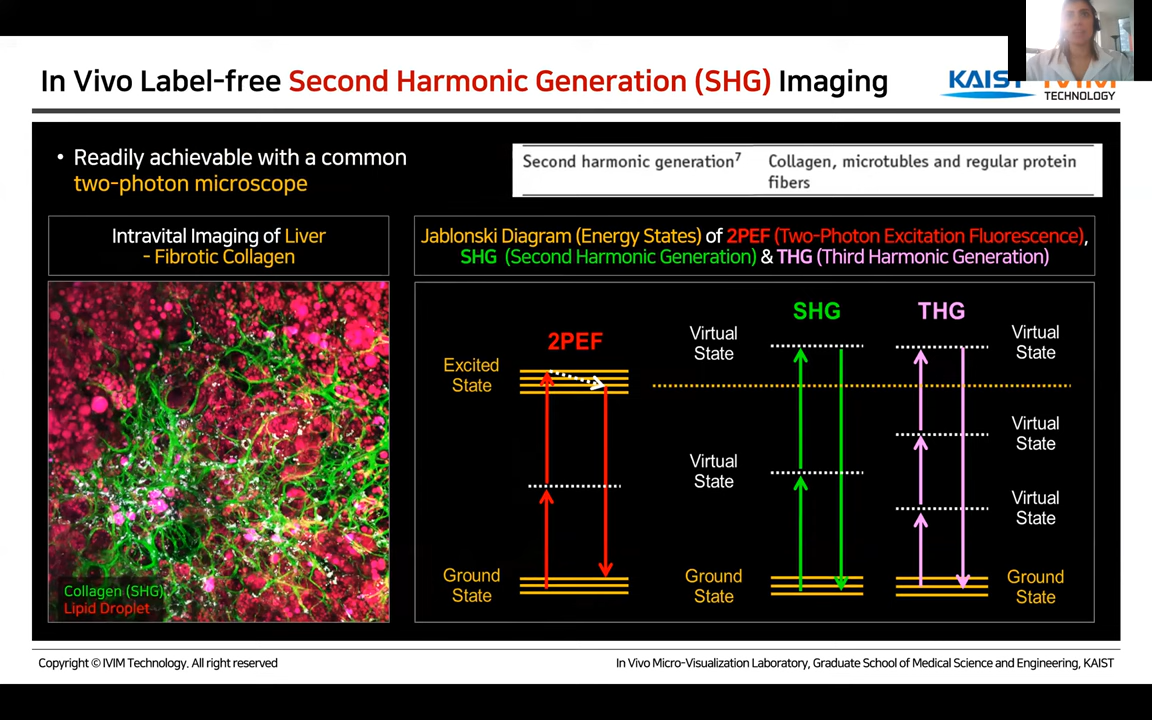 In Vivo Label-free Second Harmonic Generation (SHG) Imaging
KAIST
TECHNOLOGY
• Readily achievable with a common
two-photon microscope
Second harmonic generation7
Collagen, microtubles and regular protein
fibers
Intravital Imaging of Liver
- Fibrotic Collagen
Jablonski Diagram (Energy States) of 2PEF (Two-Photon Excitation Fluorescence),
SHG (Second Harmonic Generation) & THG (Third Harmonic Generation)
Collagen (SHG)
Lipid Droplet
2PEF
Excited
State
Ground
State
SHG
Virtual
State
Virtual
State
Ground
State
THG
Virtual
State
Virtual
State
Virtual
State
Ground
State
Copyright © IVIM Technology. All right reserved
In Vivo Micro-Visualization Laboratory, Graduate School of Medical Science and Engineering, KAIST